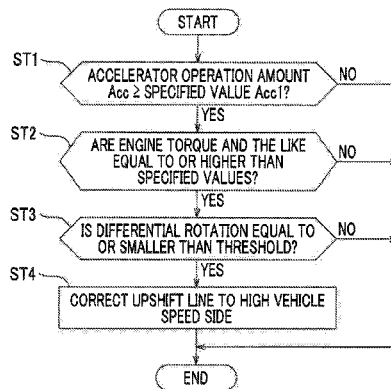 START
ST1
ACCELERATOR OPERATION AMOUNT
Acc ≥ SPECIFIED VALUE Acc1?
NO
YES
ST2
ARE ENGINE TORQUE AND THE LIKE
EQUAL TO OR HIGHER THAN
SPECIFIED VALUES?
NO
YES
ST3
IS DIFFERENTIAL ROTATION EQUAL TO
OR SMALLER THAN THRESHOLD?
NO
YES
ST4
CORRECT UPSHIFT LINE TO HIGH VEHICLE
SPEED SIDE
END